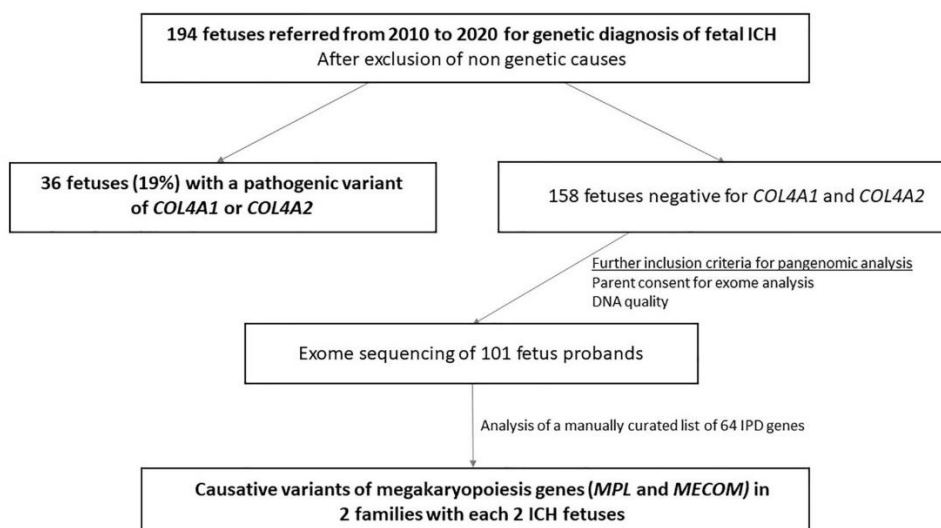 194 fetuses referred from 2010 to 2020 for genetic diagnosis of fetal ICH
After exclusion of non genetic causes
36 fetuses (19%) with a pathogenic variant
of COL4A1 or COL4A2
158 fetuses negative for COL4A1 and COL4A2
Further inclusion criteria for pangenomic analysis
Parent consent for exome analysis
DNA quality
Exome sequencing of 101 fetus probands
Analysis of a manually curated list of 64 IPD genes
Causative variants of megakaryopoiesis genes (MPL and MECOM) in
2 families with each 2 ICH fetuses